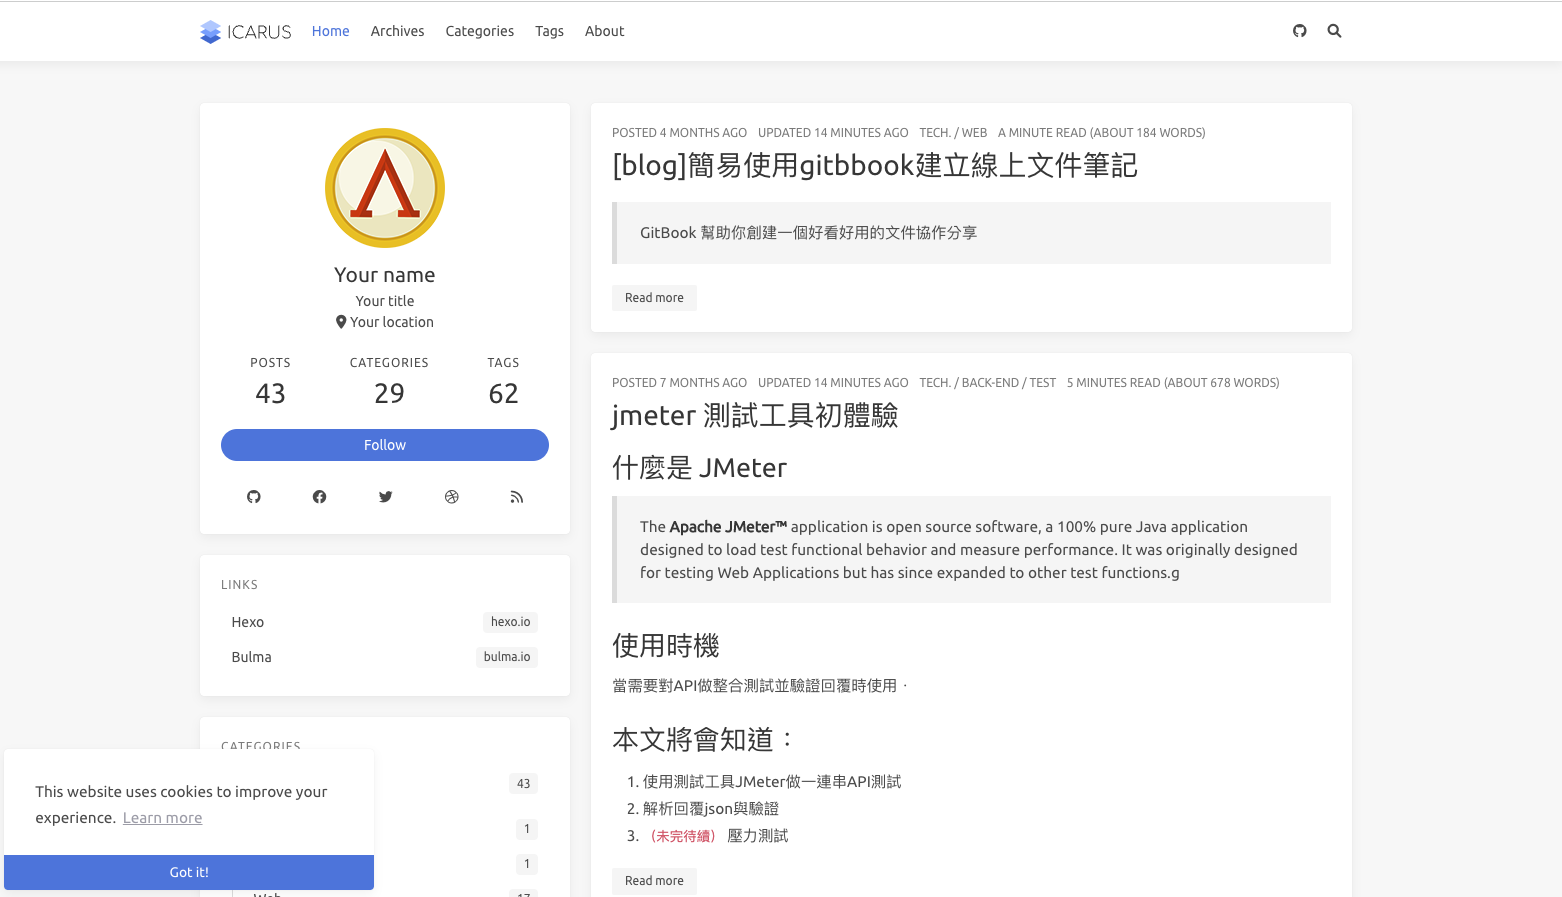 ICARUS Home Archives Categories Tags About
Your name
Your title
Your location
POSTS CATEGORIES TAGS
43 29 62
Follow
LINKS
Hexo hexo.io
Bulma bulma.io
CATEGORIES
43
1
1
Web 17
This website uses cookies to improve your
experience. Learn more
Got it!
POSTED 4 MONTHS AGO UPDATED 14 MINUTES AGO TECH. / WEB A MINUTE READ (ABOUT 184 WORDS)
[blog]簡易使用gitbbook建立線上文件筆記
GitBook 幫助你創建一個好看好用的文件協作分享
Read more
POSTED 7 MONTHS AGO UPDATED 14 MINUTES AGO TECH. / BACK-END / TEST 5 MINUTES READ (ABOUT 678 WORDS)
jmeter 測試工具初體驗
什麼是 JMeter
The Apache JMeter™ application is open source software, a 100% pure Java application
designed to load test functional behavior and measure performance. It was originally designed
for testing Web Applications but has since expanded to other test functions.g
使用時機
當需要對API做整合測試並驗證回覆時使用．
本文將會知道：
1. 使用測試工具JMeter做一連串API測試
2. 解析回覆json與驗證
3. （未完待續） 壓力測試
Read more